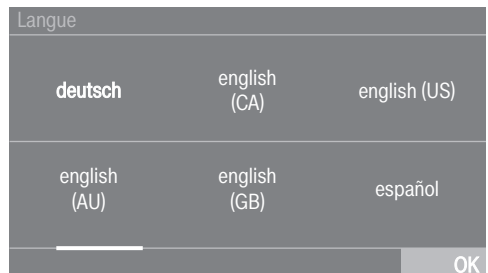 Langue
deutsch
english
(CA)
english (US)
english
(AU)
english
(GB)
español
OK